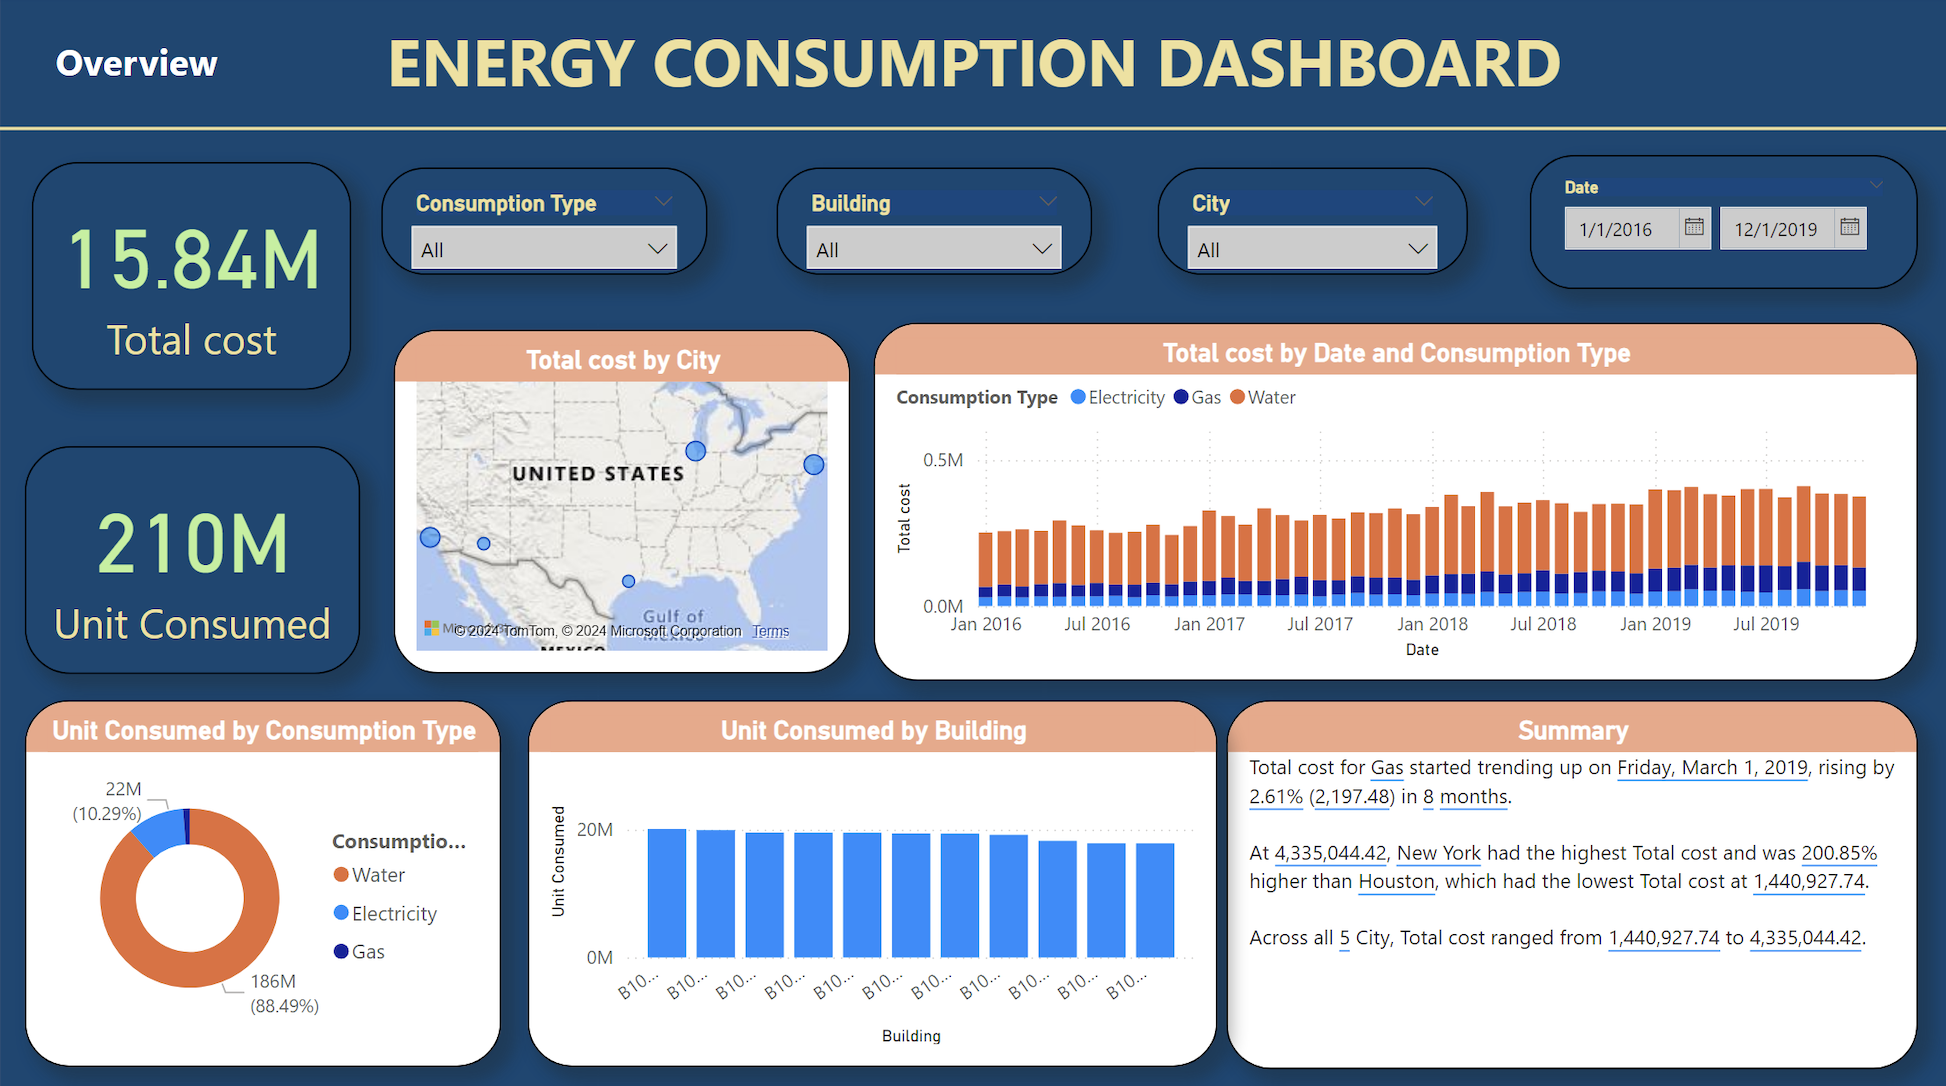 Overview
ENERGY CONSUMPTION DASHBOARD
15.84M
Total cost
Consumption Type
All
Building
All
City
All
Date
1/1/2016
12/1/2019
210M
Unit Consumed
Total cost by City
UNITED STATES
Gulf of
MEXICO
© 2024 TomTom, © 2024 Microsoft Corporation Terms
Total cost by Date and Consumption Type
Consumption Type Electricity Gas Water
Total cost
0.5M
0.0M
Jan 2016 Jul 2016 Jan 2017 Jul 2017 Jan 2018 Jul 2018 Jan 2019 Jul 2019
Date
Unit Consumed by Consumption Type
22M
(10.29%)
186M
(88.49%)
Consumptio...
Water
Electricity
Gas
Unit Consumed by Building
Unit Consumed
20M
0M
B10... B10... B10... B10... B10... B10... B10... B10... B10... B10... B10...
Building
Summary
Total cost for Gas started trending up on Friday, March 1, 2019, rising by
2.61% (2,197.48) in 8 months.
At 4,335,044.42, New York had the highest Total cost and was 200.85%
higher than Houston, which had the lowest Total cost at 1,440,927.74.
Across all 5 City, Total cost ranged from 1,440,927.74 to 4,335,044.42.